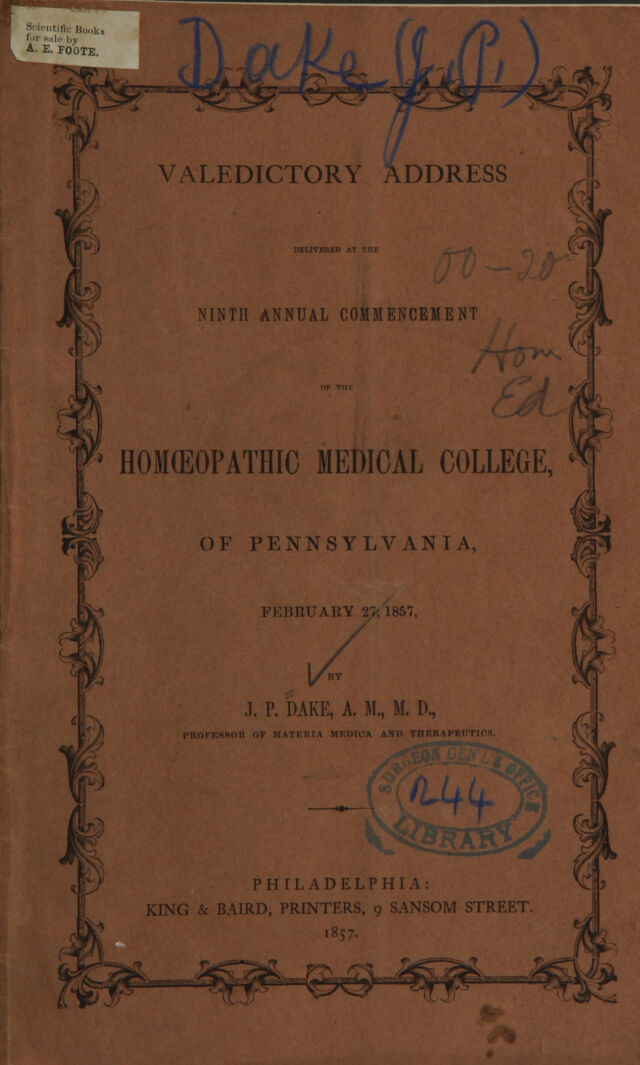 Scientific Books
for sale by
A. E. FOOTE.
Dake (J. P.)
VALEDICTORY ADDRESS
DELIVERED AT THE
00-20
NINTH ANNUAL COMMENCEMENT
Hom
OF THE
Ed
HOMŒOPATHIC MEDICAL COLLEGE,
OF PENNSYLVANIA,
FEBRUARY 27, 1857,
BY
J. P. DAKE, A. M., M. D.,
PROFESSOR OF MATERIA MEDICA AND THERAPEUTICS.
SURGEON GEN'L'S OFFICE
LIBRARY
PHILADELPHIA:
KING & BAIRD, PRINTERS, 9 SANSOM STREET.
1857.